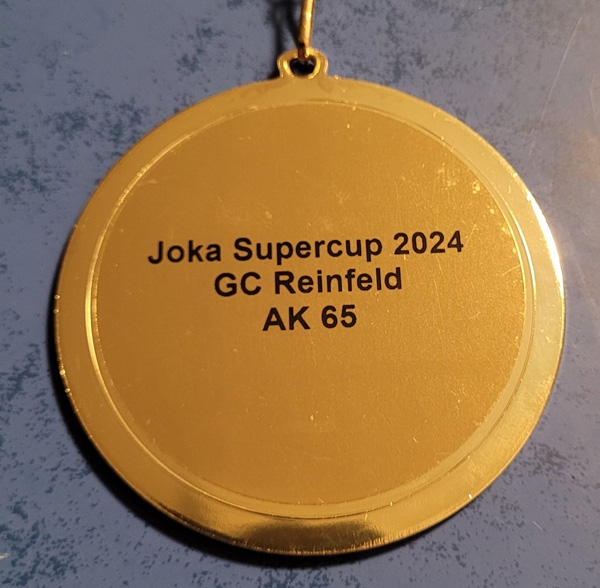 Joka Supercup 2024
GC Reinfeld
AK 65